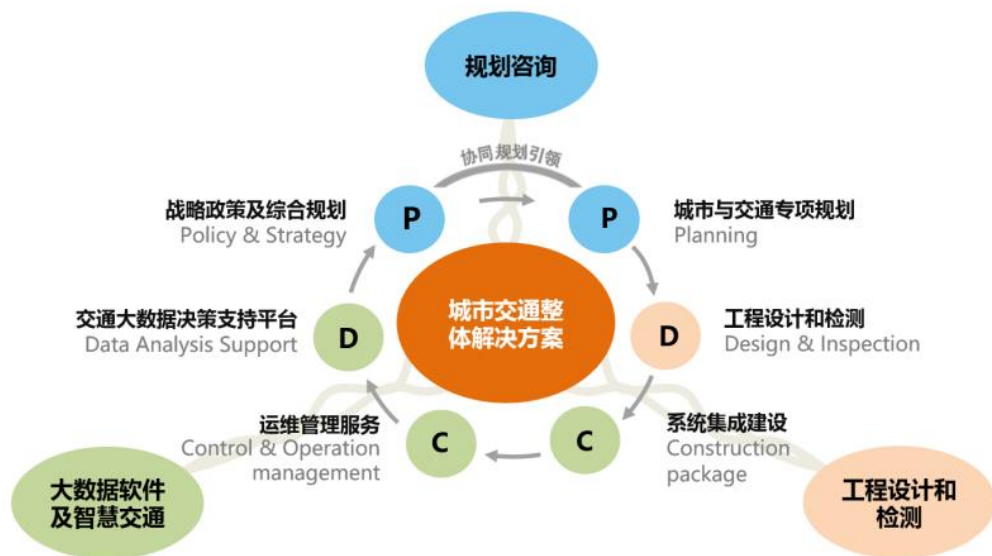 规划咨询
协同规划引领
战略政策及综合规划
Policy & Strategy
P
P
城市与交通专项规划
Planning
交通大数据决策支持平台
Data Analysis Support
D
城市交通整
体解决方案
D
工程设计和检测
Design & Inspection
运维管理服务
Control & Operation
management
C
C
系统集成建设
Construction
package
大数据软件
及智慧交通
工程设计和
检测